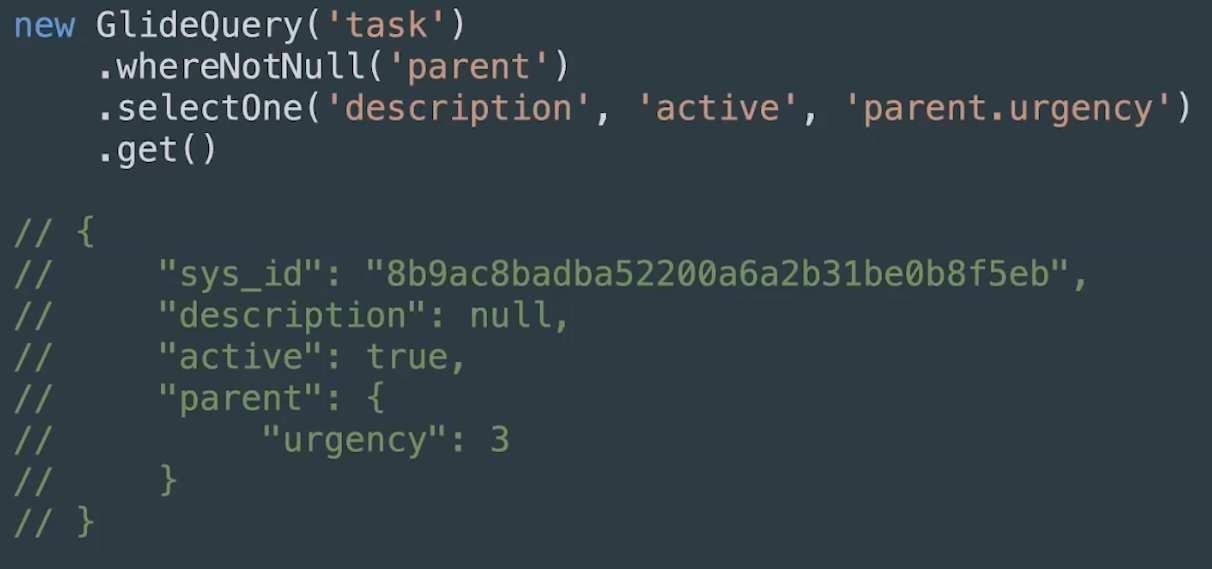 new GlideQuery('task')
    .whereNotNull('parent')
    .selectOne('description', 'active', 'parent.urgency')
    .get()

// {
//     "sys_id": "8b9ac8badba52200a6a2b31be0b8f5eb",
//     "description": null,
//     "active": true,
//     "parent": {
//          "urgency": 3
//     }
// }